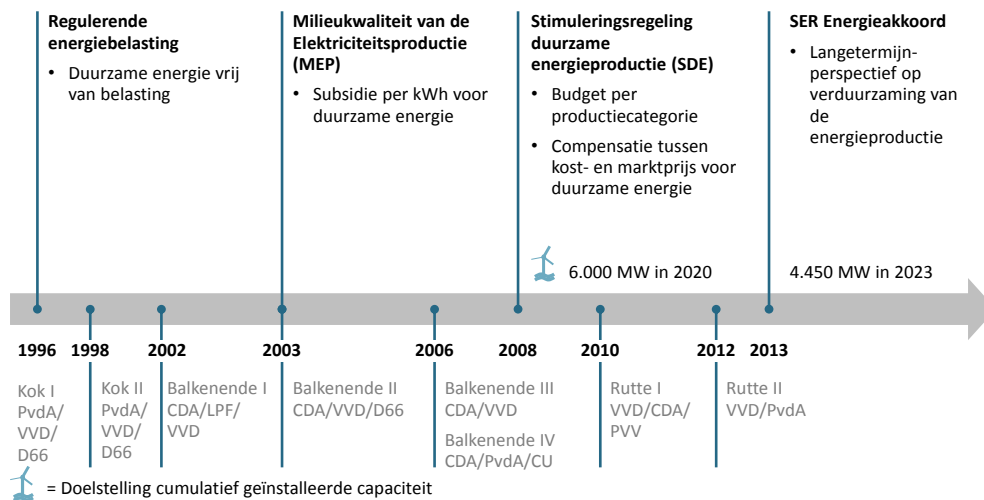 Regulerende
energiebelasting
• Duurzame energie vrij
van belasting
Milieukwaliteit van de
Elektriciteitsproductie
(MEP)
• Subsidie per kWh voor
duurzame energie
Stimuleringsregeling
duurzame
energieproductie (SDE)
• Budget per
productiecategorie
• Compensatie tussen
kost- en marktprijs voor
duurzame energie
SER Energieakkoord
• Langetermijn-
perspectief op
verduurzaming van
de
energieproductie
6.000 MW in 2020
4.450 MW in 2023
1996
1998
2002
2003
2006
2008
2010
2012
2013
Kok I
PvdA/
VVD/
D66
Kok II
PvdA/
VVD/
D66
Balkenende I
CDA/LPF/
VVD
Balkenende II
CDA/VVD/D66
Balkenende III
CDA/VVD
Balkenende IV
CDA/PvdA/CU
Rutte I
VVD/CDA/
PVV
Rutte II
VVD/PvdA
= Doelstelling cumulatief geïnstalleerde capaciteit